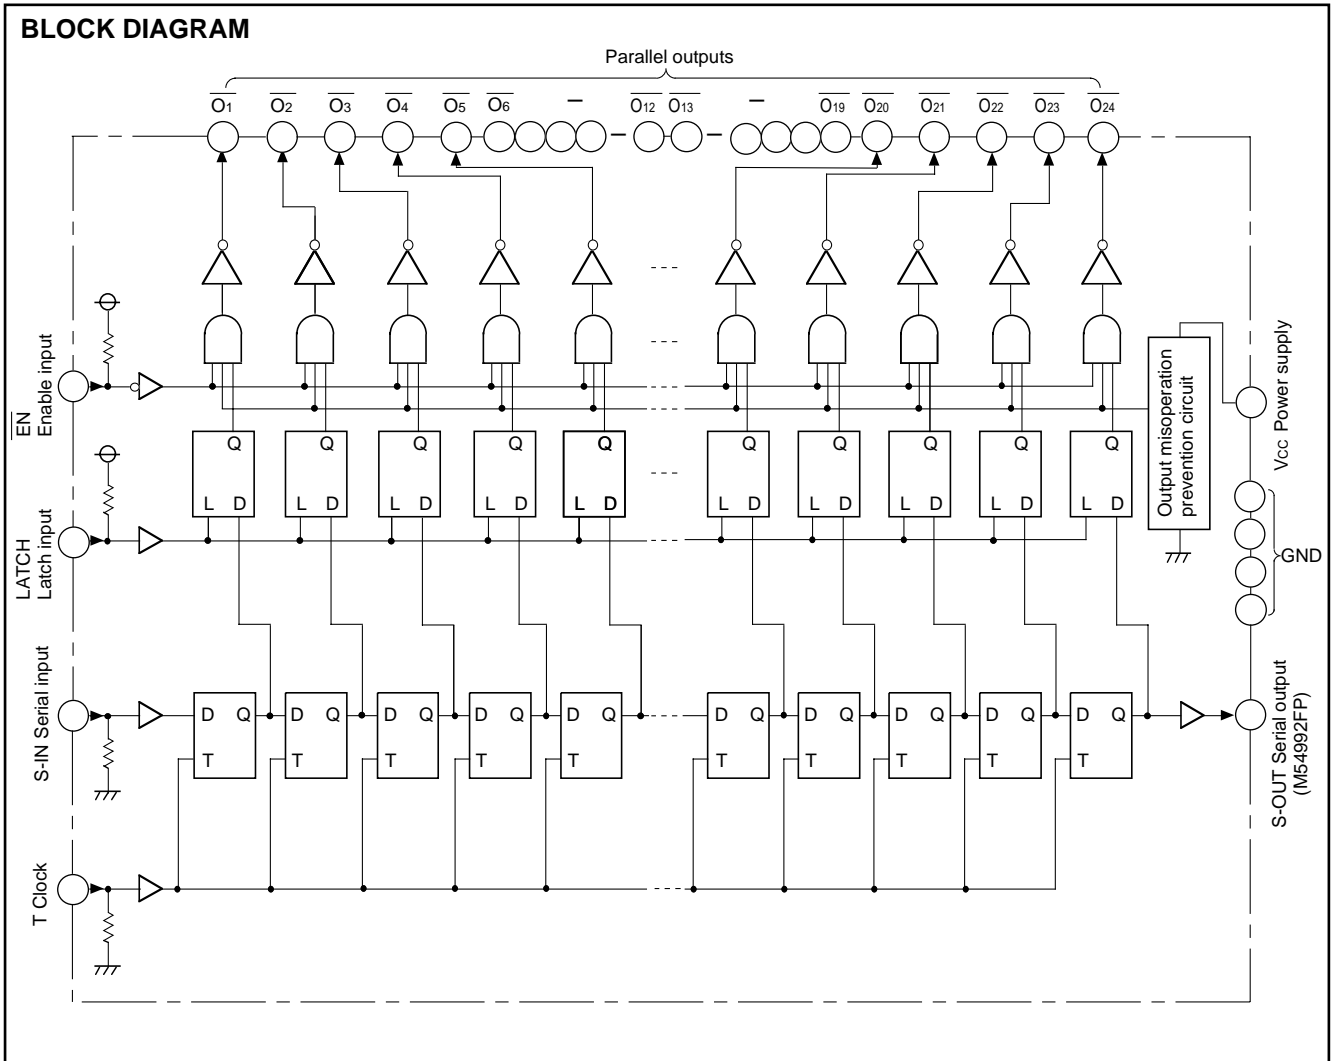 BLOCK DIAGRAM
Parallel outputs
O1 O2 O3 O4 O5 O6 – O12 O13 – O19 O20 O21 O22 O23 O24
EN
Enable input
Q Q Q Q Q Q Q Q Q Q
L D L D L D L D L D L D L D L D L D L D
Output misoperation
prevention circuit
Vcc Power supply
LATCH
Latch input
GND
S-IN Serial input
D Q D Q D Q D Q D Q D Q D Q D Q D Q D Q
T T T T T T T T T T
S-OUT Serial output
(M54992FP)
T Clock